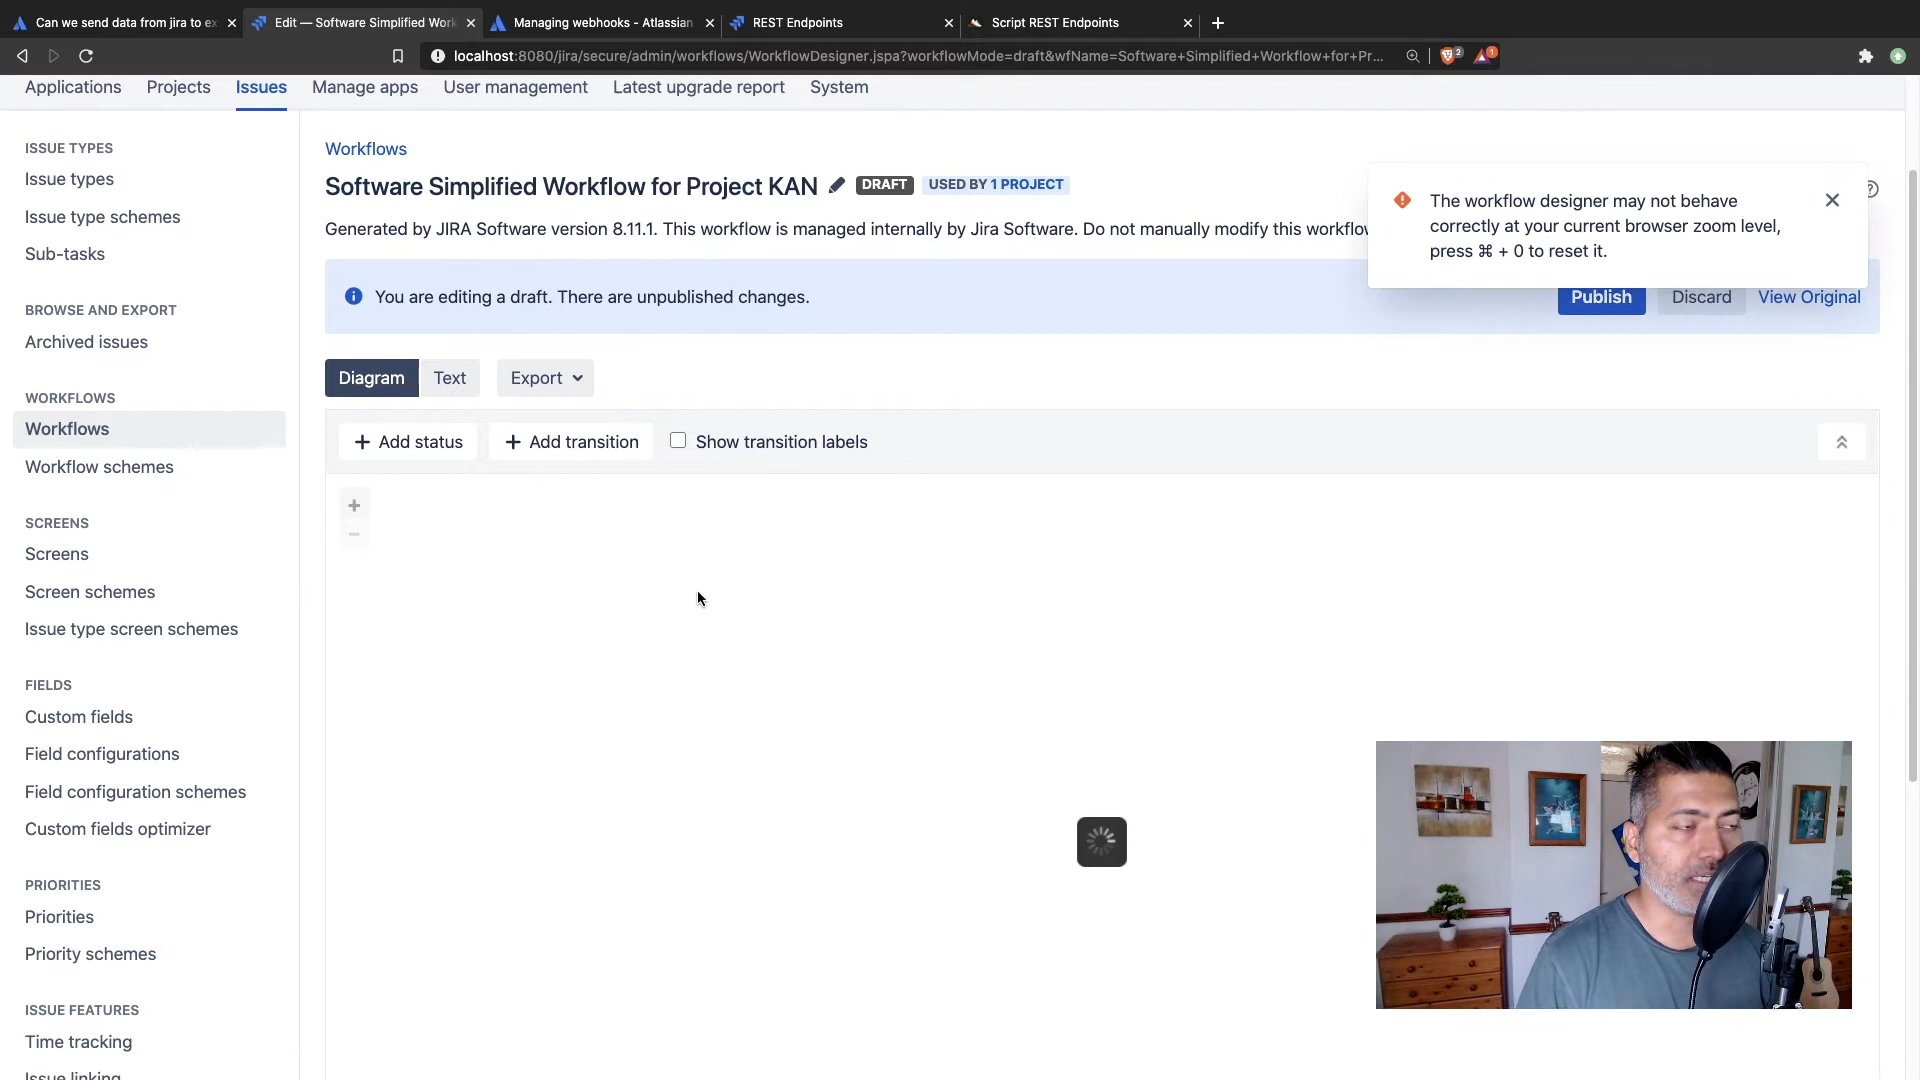 Can we send data from jira to ex
Edit — Software Simplified Work
Managing webhooks - Atlassian
REST Endpoints
Script REST Endpoints
localhost:8080/jira/secure/admin/workflows/WorkflowDesigner.jspa?workflowMode=draft&wfName=Software+Simplified+Workflow+for+Pr...
2
1
Applications
Projects
Issues
Manage apps
User management
Latest upgrade report
System
ISSUE TYPES
Issue types
Issue type schemes
Sub-tasks
BROWSE AND EXPORT
Archived issues
WORKFLOWS
Workflows
Workflow schemes
SCREENS
Screens
Screen schemes
Issue type screen schemes
FIELDS
Custom fields
Field configurations
Field configuration schemes
Custom fields optimizer
PRIORITIES
Priorities
Priority schemes
ISSUE FEATURES
Time tracking
Issue linking
Workflows
Software Simplified Workflow for Project KAN
DRAFT
USED BY 1 PROJECT
Generated by JIRA Software version 8.11.1. This workflow is managed internally by Jira Software. Do not manually modify this workflow
The workflow designer may not behave
correctly at your current browser zoom level,
press ⌘ + 0 to reset it.
You are editing a draft. There are unpublished changes.
Publish
Discard
View Original
Diagram
Text
Export
+ Add status
+ Add transition
Show transition labels